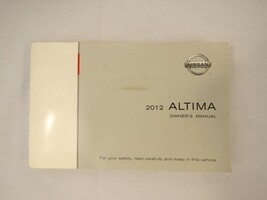 NISSAN
2012 ALTIMA
OWNER'S MANUAL
For your safety, read carefully and keep in this vehicle.